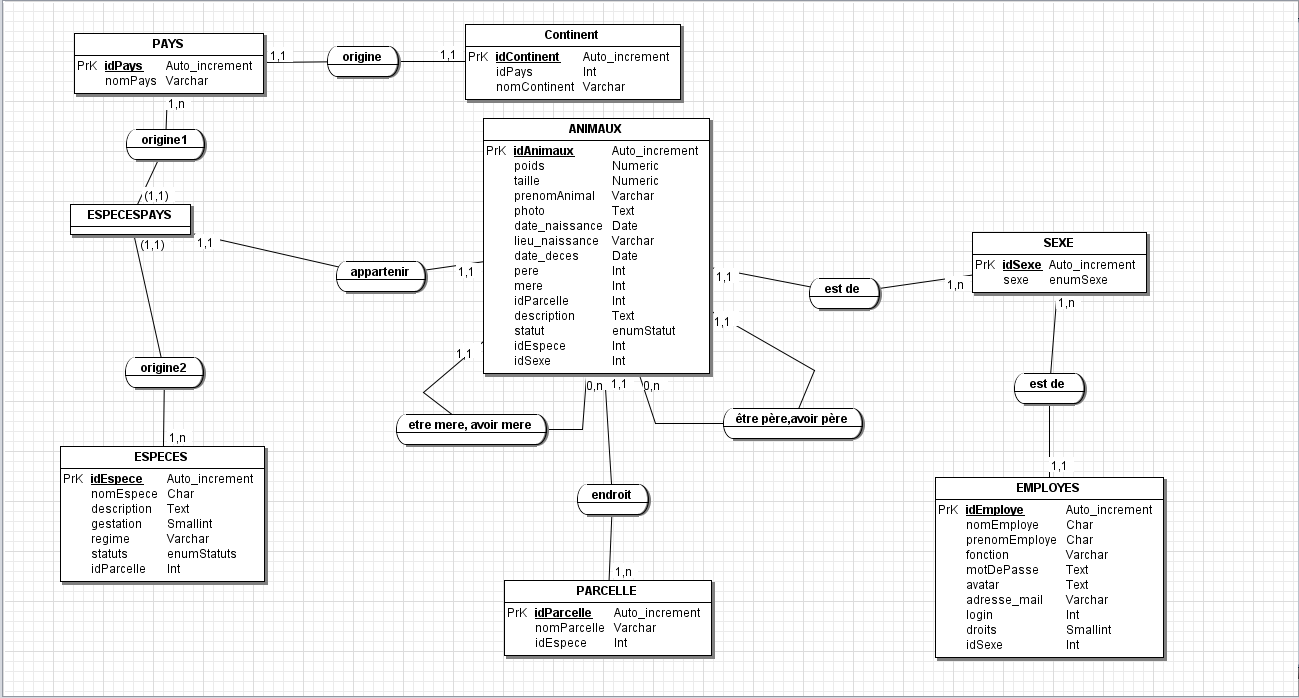 PAYS
PrK idPays Auto_increment
nomPays Varchar
1,1
origine
1,1
Continent
PrK idContinent Auto_increment
idPays Int
nomContinent Varchar
1,n
origine1
(1,1)
ESPECESPAYS
(1,1)
1,1
appartenir
1,1
ANIMAUX
PrK idAnimaux Auto_increment
poids Numeric
taille Numeric
prenomAnimal Varchar
photo Text
date_naissance Date
lieu_naissance Varchar
date_deces Date
pere Int
mere Int
idParcelle Int
description Text
statut enumStatut
idEspece Int
idSexe Int
1,1
est de
1,n
SEXE
PrK idSexe Auto_increment
sexe enumSexe
1,n
est de
1,1
1,1
1,1
0,n
1,1
0,n
etre mere, avoir mere
être père,avoir père
origine2
1,n
ESPECES
PrK idEspece Auto_increment
nomEspece Char
description Text
gestation Smallint
regime Varchar
statuts enumStatuts
idParcelle Int
endroit
1,n
PARCELLE
PrK idParcelle Auto_increment
nomParcelle Varchar
idEspece Int
EMPLOYES
PrK idEmploye Auto_increment
nomEmploye Char
prenomEmploye Char
fonction Varchar
motDePasse Text
avatar Text
adresse_mail Varchar
login Int
droits Smallint
idSexe Int